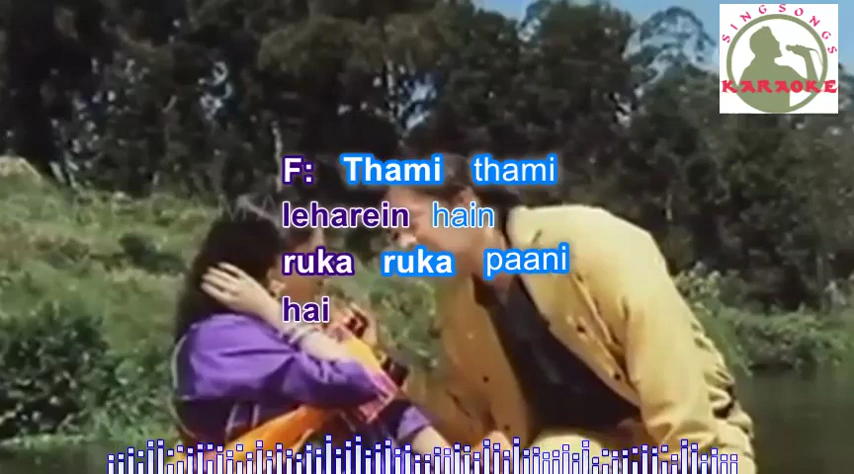 SING SONGS
KARAOKE
F: Thami thami
leharein hain
ruka ruka paani
hai